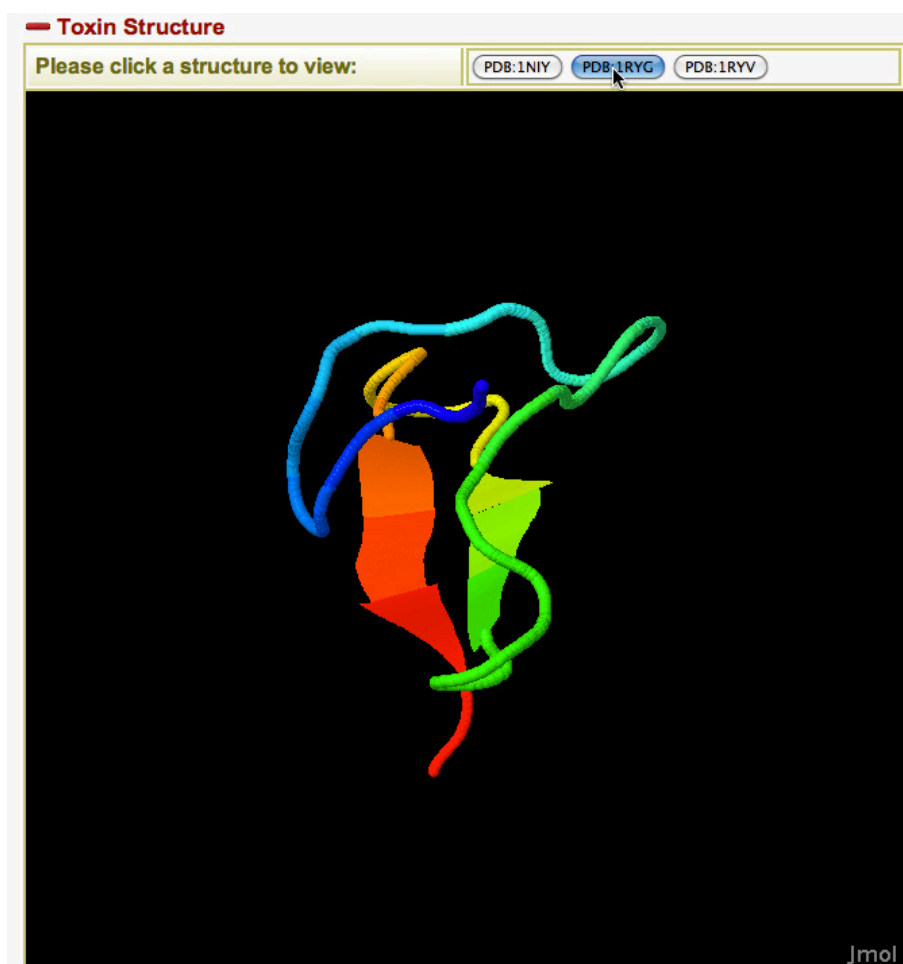 Toxin Structure
Please click a structure to view: PDB:1NIY PDB:1RYG PDB:1RYV
Jmol